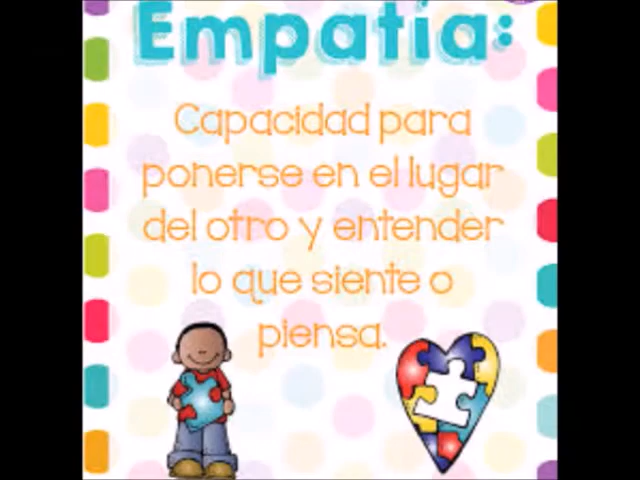 Empatía:
Capacidad para
ponerse en el lugar
del otro y entender
lo que siente o
piensa.